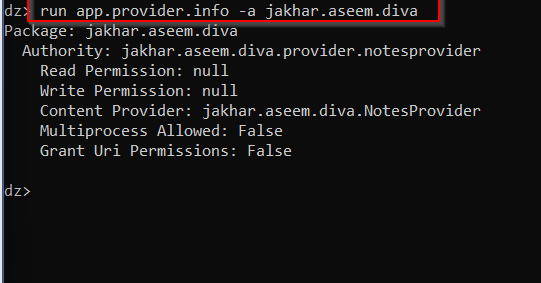 dz> run app.provider.info -a jakhar.aseem.diva
Package: jakhar.aseem.diva
Authority: jakhar.aseem.diva.provider.notesprovider
Read Permission: null
Write Permission: null
Content Provider: jakhar.aseem.diva.NotesProvider
Multiprocess Allowed: False
Grant Uri Permissions: False
dz>